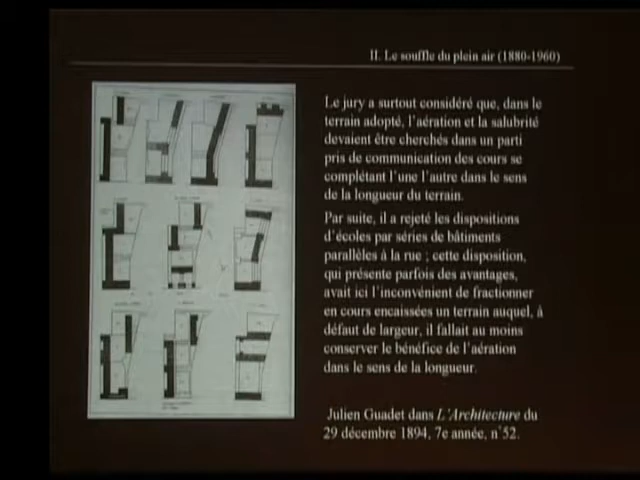 II. Le souffle du plein air (1880-1960)
Le jury a surtout considéré que, dans le
terrain adopté, l'aération et la salubrité
devaient être cherchés dans un parti
pris de communication des cours se
complétant l'une l'autre dans le sens
de la longueur du terrain.
Par suite, il a rejeté les dispositions
d'écoles par séries de bâtiments
parallèles à la rue ; cette disposition,
qui présente parfois des avantages,
avait ici l'inconvénient de fractionner
en cours encaissées un terrain auquel, à
défaut de largeur, il fallait au moins
conserver le bénéfice de l'aération
dans le sens de la longueur.
Julien Guadet dans L'Architecture du
29 décembre 1894, 7e année, n°52.